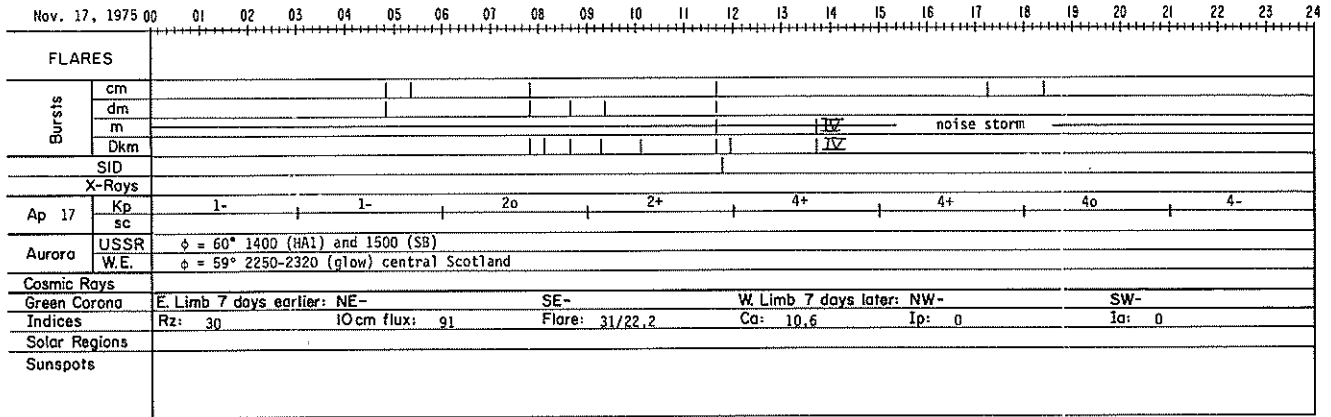 Nov. 17, 1975 00 01 02 03 04 05 06 07 08 09 10 11 12 13 14 15 16 17 18 19 20 21 22 23 24
FLARES
Bursts
cm
dm
m IV noise storm
Dkm IV
SID
X-Rays
Ap 17 Kp 1- 1- 2o 2+ 4+ 4+ 4o 4-
sc
Aurora USSR φ = 60° 1400 (HA1) and 1500 (SB)
W.E. φ = 59° 2250-2320 (glow) central Scotland
Cosmic Rays
Green Corona E. Limb 7 days earlier: NE- SE- W. Limb 7 days later: NW- SW-
Indices Rz: 30 10cm flux: 91 Flare: 31/22.2 Ca: 10.6 Ip: 0 Ia: 0
Solar Regions
Sunspots